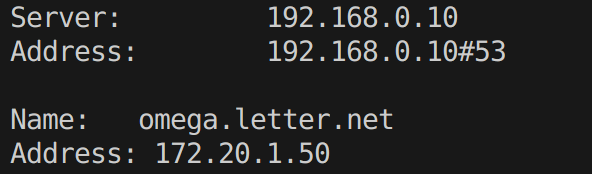 Server:         192.168.0.10
Address:        192.168.0.10#53

Name:   omega.letter.net
Address: 172.20.1.50